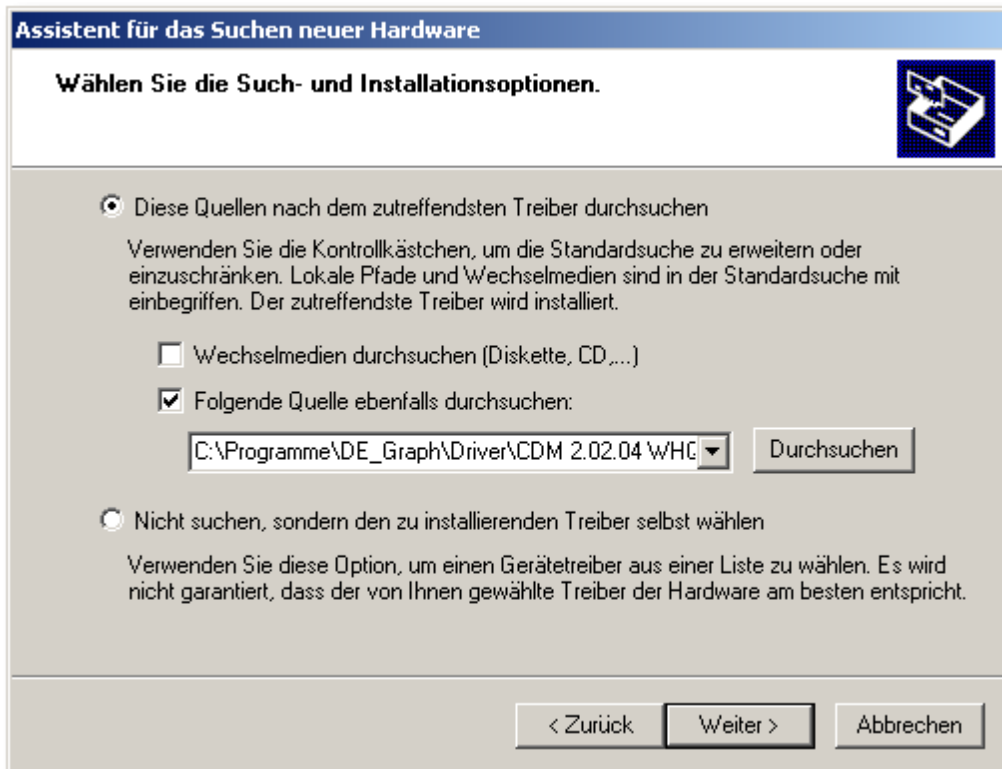 Assistent für das Suchen neuer Hardware
Wählen Sie die Such- und Installationsoptionen.
Diese Quellen nach dem zutreffendsten Treiber durchsuchen
Verwenden Sie die Kontrollkästchen, um die Standardsuche zu erweitern oder
einzuschränken. Lokale Pfade und Wechselmedien sind in der Standardsuche mit
einbegriffen. Der zutreffendste Treiber wird installiert.
Wechselmedien durchsuchen (Diskette, CD,...)
Folgende Quelle ebenfalls durchsuchen:
C:\Programme\DE_Graph\Driver\CDM 2.02.04 WHQ
Durchsuchen
Nicht suchen, sondern den zu installierenden Treiber selbst wählen
Verwenden Sie diese Option, um einen Gerätetreiber aus einer Liste zu wählen. Es wird
nicht garantiert, dass der von Ihnen gewählte Treiber der Hardware am besten entspricht.
< Zurück
Weiter >
Abbrechen